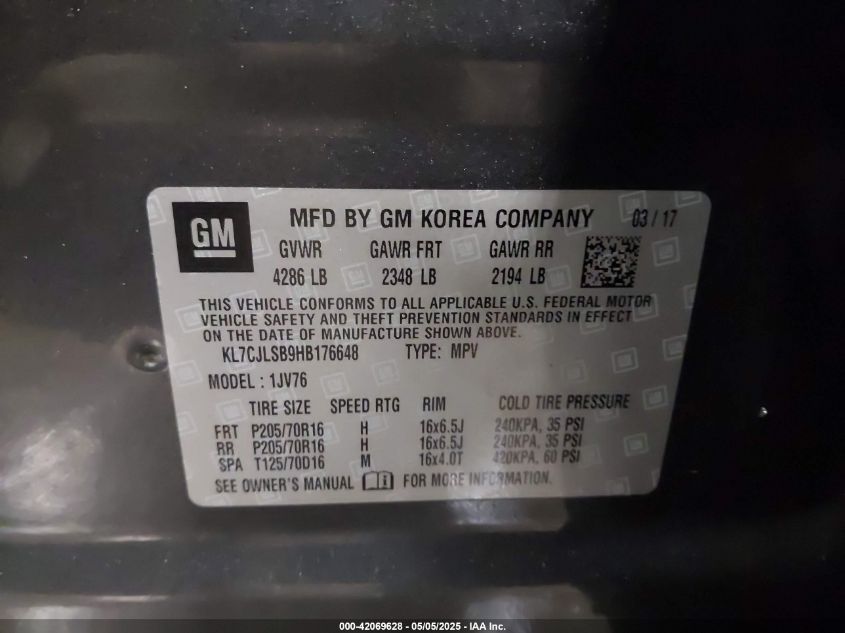 GM
MFD BY GM KOREA COMPANY 03 / 17
GVWR GAWR FRT GAWR RR
4286 LB 2348 LB 2194 LB
THIS VEHICLE CONFORMS TO ALL APPLICABLE U.S. FEDERAL MOTOR
VEHICLE SAFETY AND THEFT PREVENTION STANDARDS IN EFFECT
ON THE DATE OF MANUFACTURE SHOWN ABOVE.
KL7CJLSB9HB176648 TYPE: MPV
MODEL : 1JV76
TIRE SIZE SPEED RTG RIM COLD TIRE PRESSURE
FRT P205/70R16 H 16x6.5J 240KPA, 35 PSI
RR P205/70R16 H 16x6.5J 240KPA, 35 PSI
SPA T125/70D16 M 16x4.0T 420KPA, 60 PSI
SEE OWNER'S MANUAL FOR MORE INFORMATION.
000-42069628 - 05/05/2025 - IAA Inc.